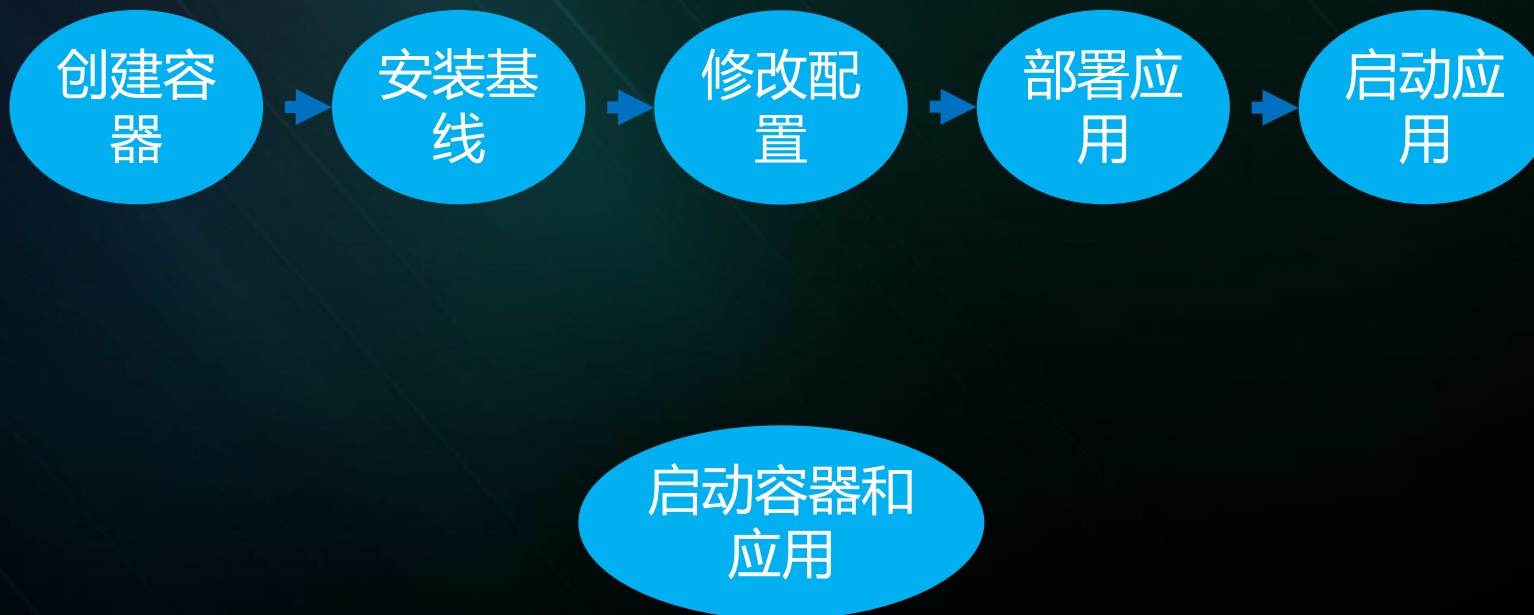 创建容
器
安装基
线
修改配
置
部署应
用
启动应
用
启动容器和
应用